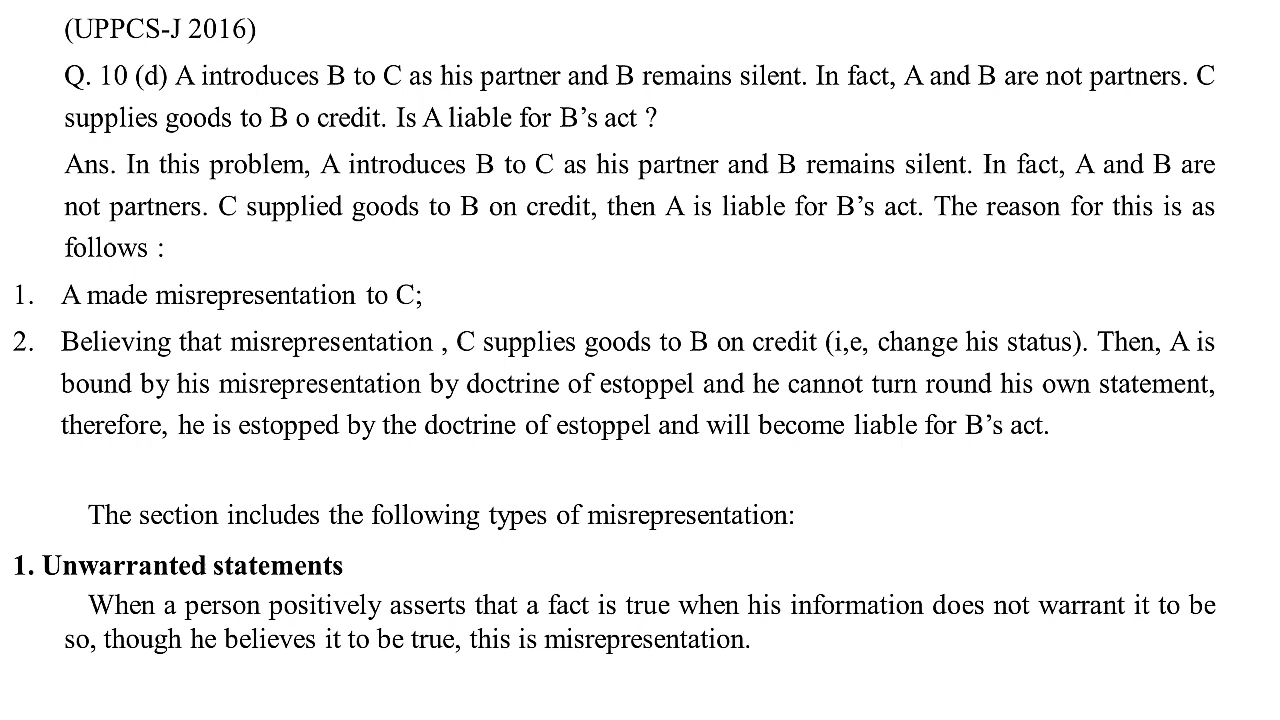 (UPPCS-J 2016)
Q. 10 (d) A introduces B to C as his partner and B remains silent. In fact, A and B are not partners. C
supplies goods to B o credit. Is A liable for B’s act ?
Ans. In this problem, A introduces B to C as his partner and B remains silent. In fact, A and B are
not partners. C supplied goods to B on credit, then A is liable for B’s act. The reason for this is as
follows :
1. A made misrepresentation to C;
2. Believing that misrepresentation , C supplies goods to B on credit (i,e, change his status). Then, A is
bound by his misrepresentation by doctrine of estoppel and he cannot turn round his own statement,
therefore, he is estopped by the doctrine of estoppel and will become liable for B’s act.
The section includes the following types of misrepresentation:
1. Unwarranted statements
When a person positively asserts that a fact is true when his information does not warrant it to be
so, though he believes it to be true, this is misrepresentation.